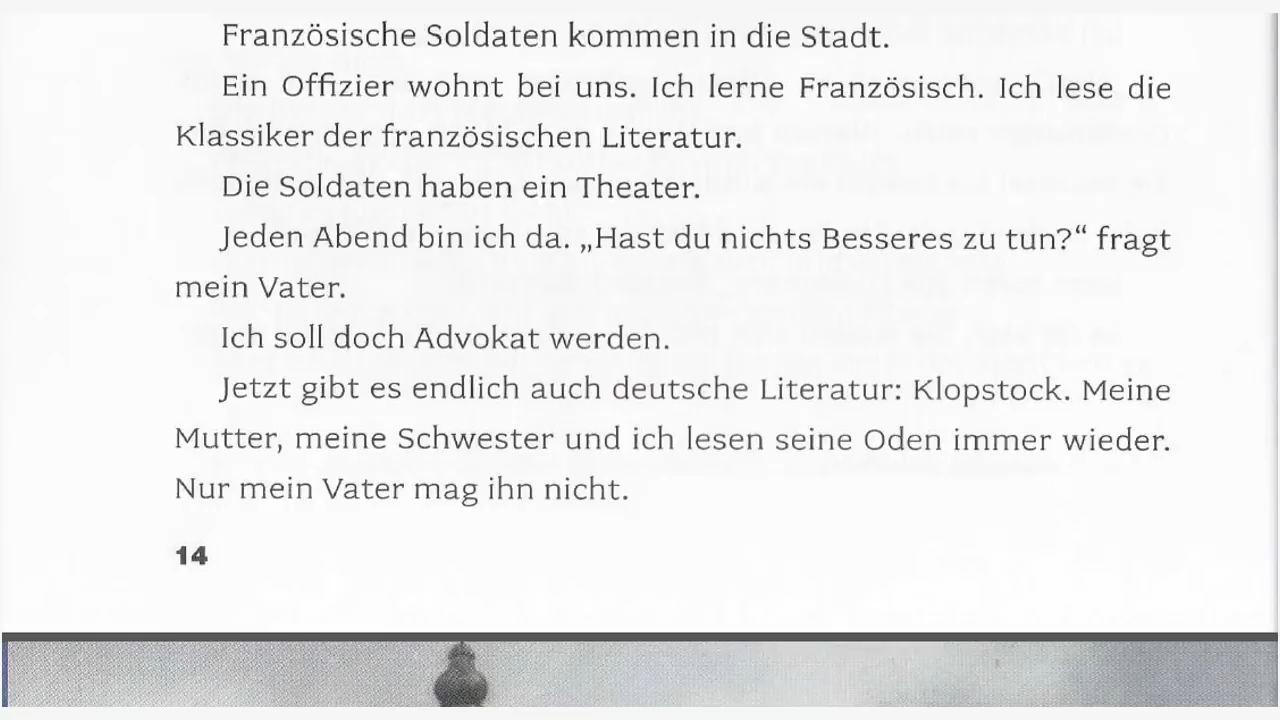 Französische Soldaten kommen in die Stadt.
Ein Offizier wohnt bei uns. Ich lerne Französisch. Ich lese die
Klassiker der französischen Literatur.
Die Soldaten haben ein Theater.
Jeden Abend bin ich da. „Hast du nichts Besseres zu tun?“ fragt
mein Vater.
Ich soll doch Advokat werden.
Jetzt gibt es endlich auch deutsche Literatur: Klopstock. Meine
Mutter, meine Schwester und ich lesen seine Oden immer wieder.
Nur mein Vater mag ihn nicht.
14